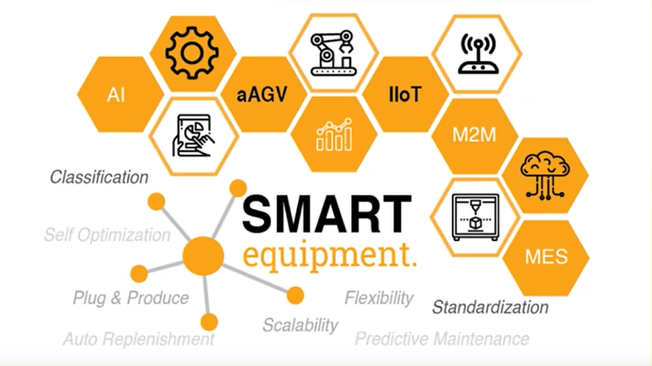 AI
aAGV
IIoT
M2M
MES
Classification
SMART
equipment.
Self Optimization
Plug & Produce
Flexibility
Standardization
Scalability
Auto Replenishment
Predictive Maintenance